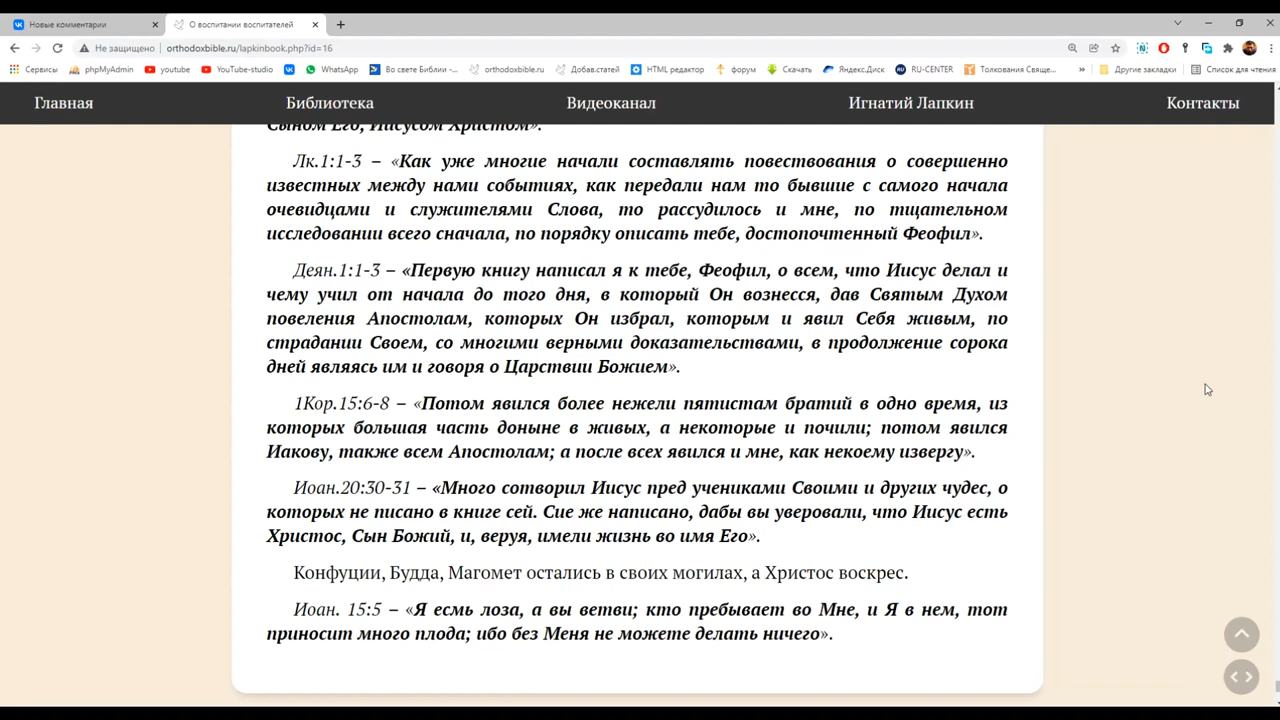 Новые комментарии
О воспитании воспитателей
Не защищено
orthodoxbible.ru/lapkinbook.php?id=16
Сервисы
phpMyAdmin
youtube
YouTube-studio
WhatsApp
Во свете Библии -...
orthodoxbible.ru
Добав.статей
HTML редактор
форум
Скачать
Яндекс.Диск
RU-CENTER
Толкования Свяще...
»
Другие закладки
Список для чтения
Главная
Библиотека
Видеоканал
Игнатий Лапкин
Контакты
Сыном Его, Иисусом Христом».
Лк.1:1-3 – «Как уже многие начали составлять повествования о совершенно
известных между нами событиях, как передали нам то бывшие с самого начала
очевидцами и служителями Слова, то рассудилось и мне, по тщательном
исследовании всего сначала, по порядку описать тебе, достопочтенный Феофил».
Деян.1:1-3 – «Первую книгу написал я к тебе, Феофил, о всем, что Иисус делал и
чему учил от начала до того дня, в который Он вознесся, дав Святым Духом
повеления Апостолам, которых Он избрал, которым и явил Себя живым, по
страдании Своем, со многими верными доказательствами, в продолжение сорока
дней являясь им и говоря о Царствии Божием».
1Кор.15:6-8 – «Потом явился более нежели пятистам братий в одно время, из
которых большая часть доныне в живых, а некоторые и почили; потом явился
Иакову, также всем Апостолам; а после всех явился и мне, как некоему извергу».
Иоан.20:30-31 – «Много сотворил Иисус пред учениками Своими и других чудес, о
которых не писано в книге сей. Сие же написано, дабы вы уверовали, что Иисус есть
Христос, Сын Божий, и, веруя, имели жизнь во имя Его».
Конфуции, Будда, Магомет остались в своих могилах, а Христос воскрес.
Иоан. 15:5 – «Я есмь лоза, а вы ветви; кто пребывает во Мне, и Я в нем, тот
приносит много плода; ибо без Меня не можете делать ничего».